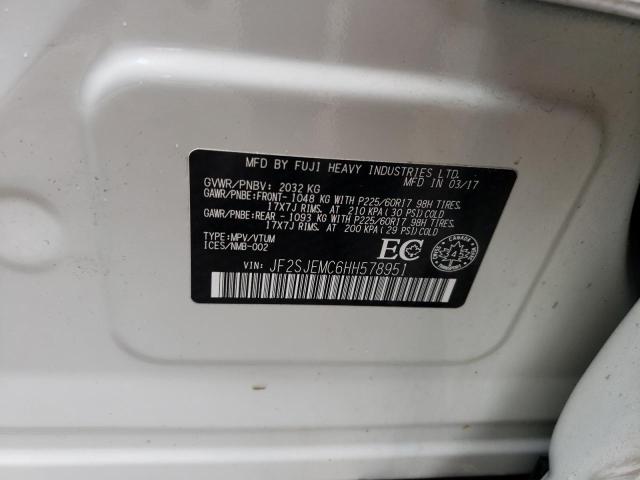 MFD BY FUJI HEAVY INDUSTRIES LTD.
MFD IN 03/17
GVWR/PNBV: 2032 KG
GAWR/PNBE:FRONT-1048 KG WITH P225/60R17 98H TIRES.
17X7J RIMS. AT 210 KPA (30 PSI)COLD
GAWR/PNBE:REAR -1093 KG WITH P225/60R17 98H TIRES.
17X7J RIMS. AT 200 KPA (29 PSI)COLD
TYPE:MPV/VTUM
ICES/NMB-002
EC
CANADA
VIN: JF2SJEMC6HH578951